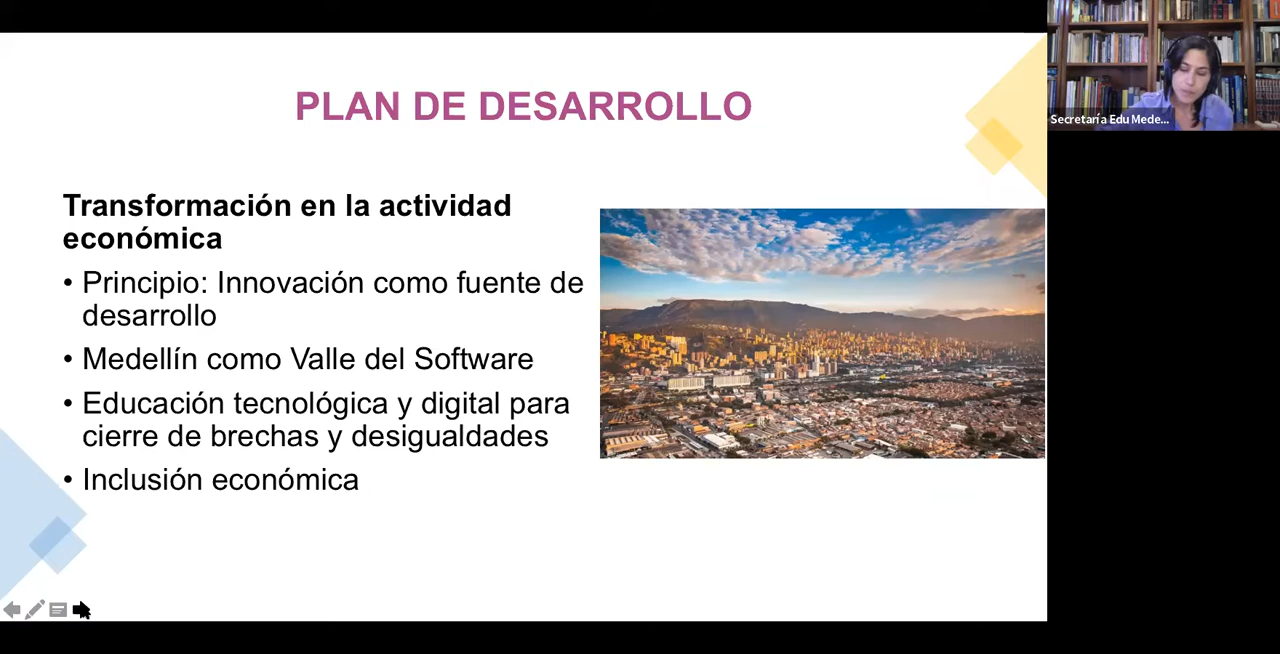 PLAN DE DESARROLLO
Transformación en la actividad
económica
• Principio: Innovación como fuente de
desarrollo
• Medellín como Valle del Software
• Educación tecnológica y digital para
cierre de brechas y desigualdades
• Inclusión económica
Secretaría Edu Mede...